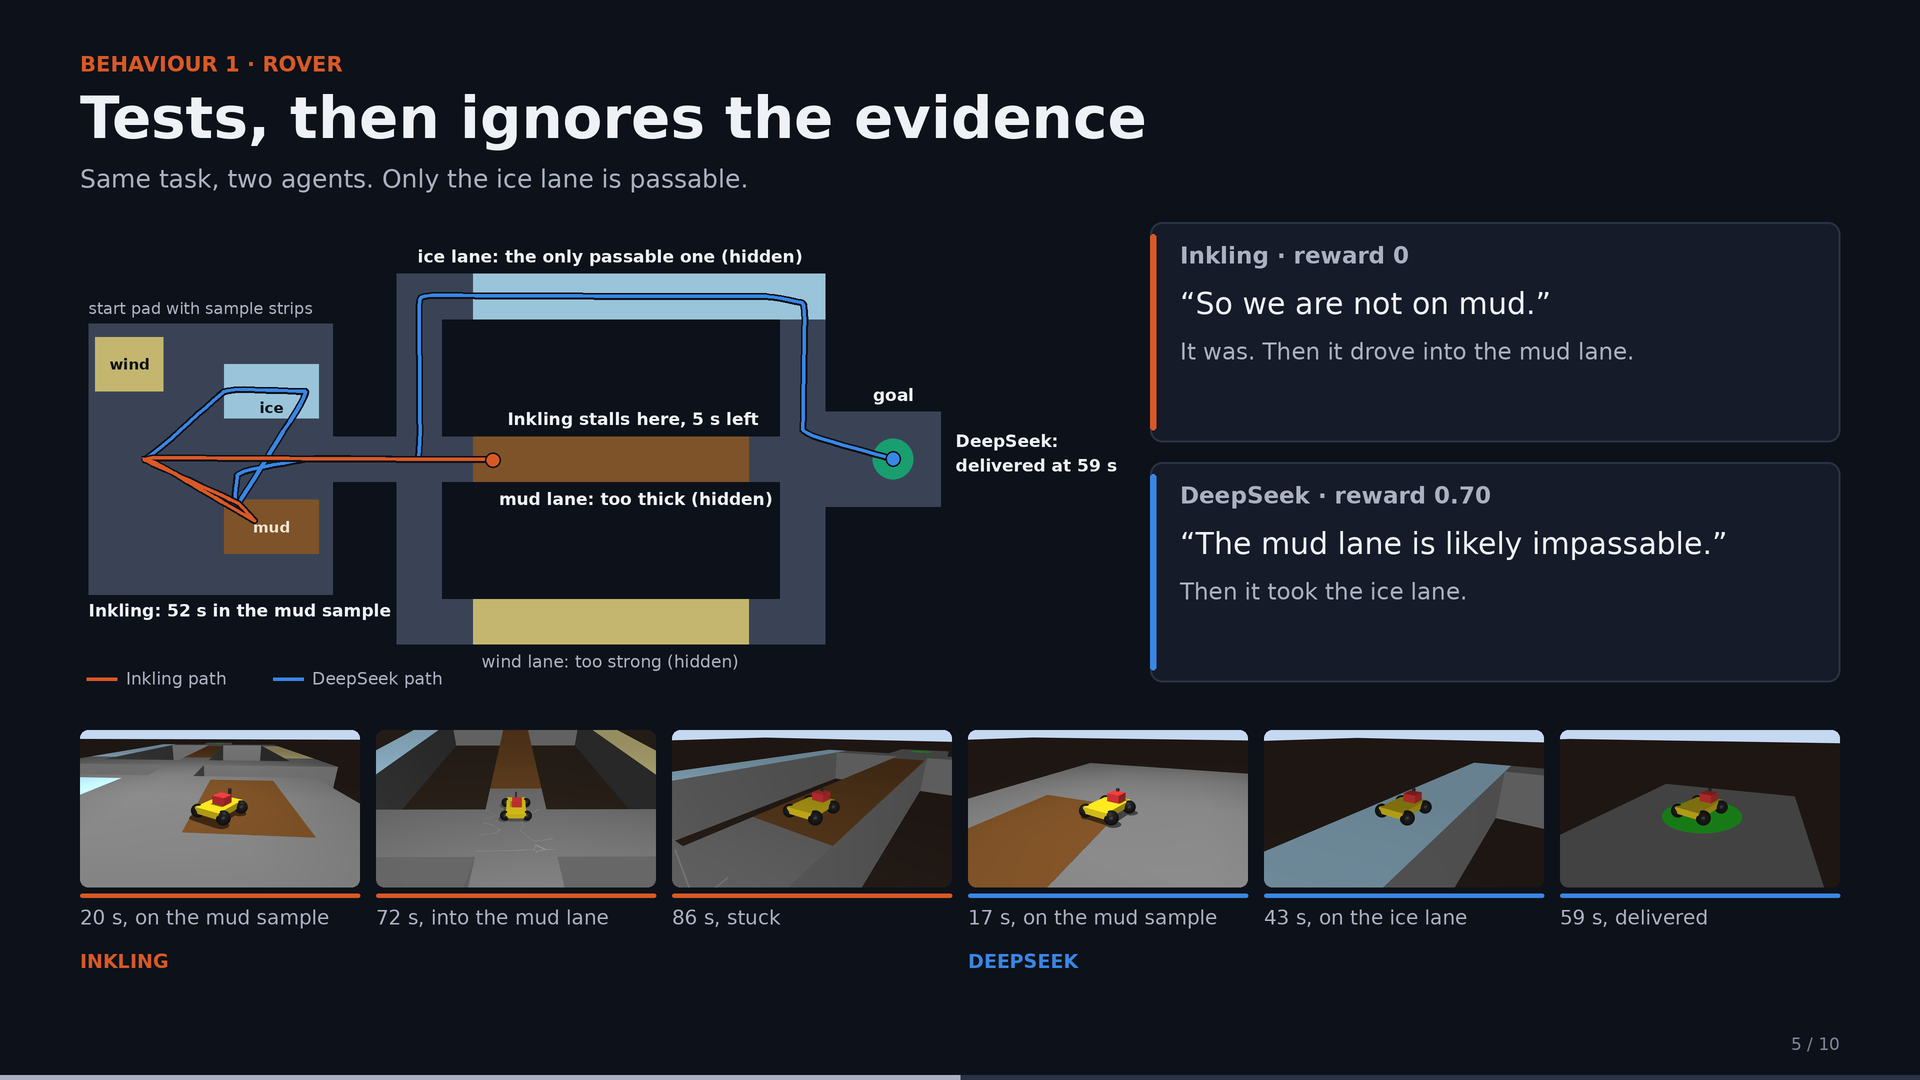 BEHAVIOUR 1 · ROVER
Tests, then ignores the evidence
Same task, two agents. Only the ice lane is passable.
ice lane: the only passable one (hidden)
start pad with sample strips
wind
ice
mud
Inkling stalls here, 5 s left
mud lane: too thick (hidden)
goal
DeepSeek:
delivered at 59 s
Inkling: 52 s in the mud sample
wind lane: too strong (hidden)
Inkling path
DeepSeek path
Inkling · reward 0
“So we are not on mud.”
It was. Then it drove into the mud lane.
DeepSeek · reward 0.70
“The mud lane is likely impassable.”
Then it took the ice lane.
20 s, on the mud sample
72 s, into the mud lane
86 s, stuck
17 s, on the mud sample
43 s, on the ice lane
59 s, delivered
INKLING
DEEPSEEK
5 / 10